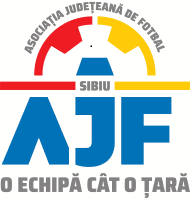 ASOCIAȚIA JUDEȚEANĂ DE FOTBAL
SIBIU
AJF
O ECHIPĂ CÂT O ȚARĂ